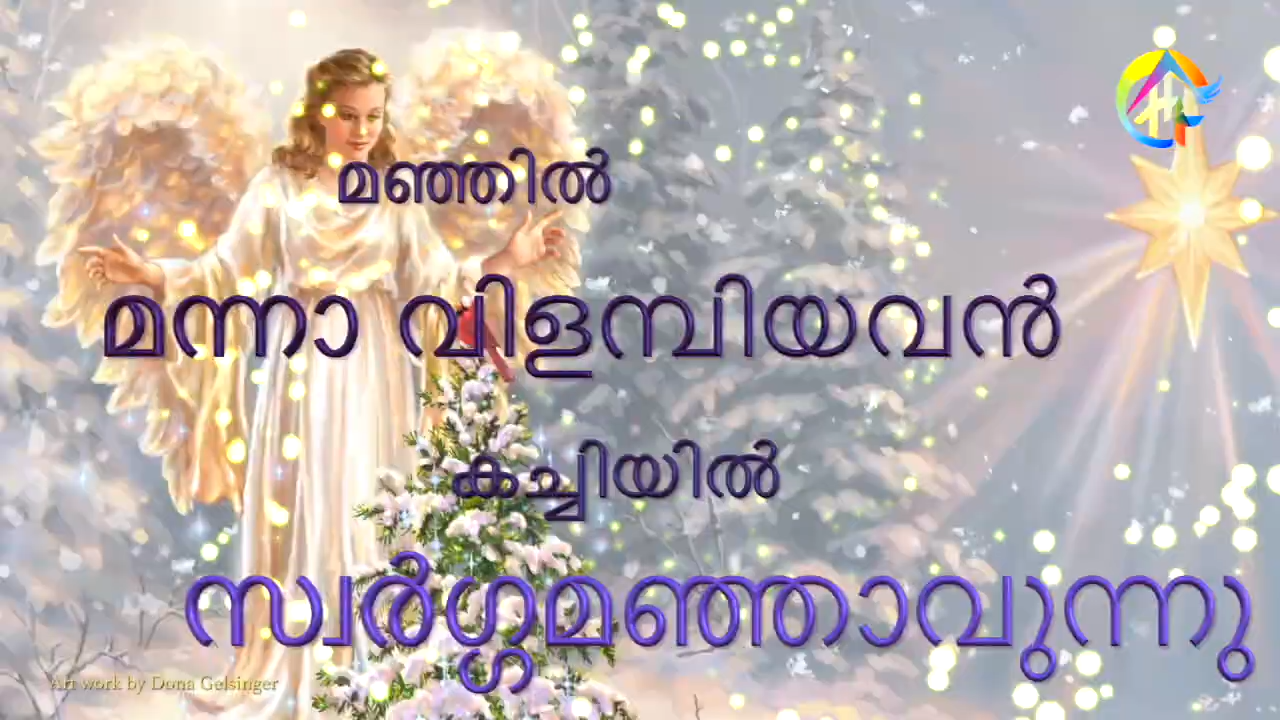 മഞ്ഞിൽ
മന്നാ വിളമ്പിയവൻ
കച്ചിയിൽ
സ്വർഗ്ഗമഞ്ഞാവുന്നു
Art work by Dona Gelsinger